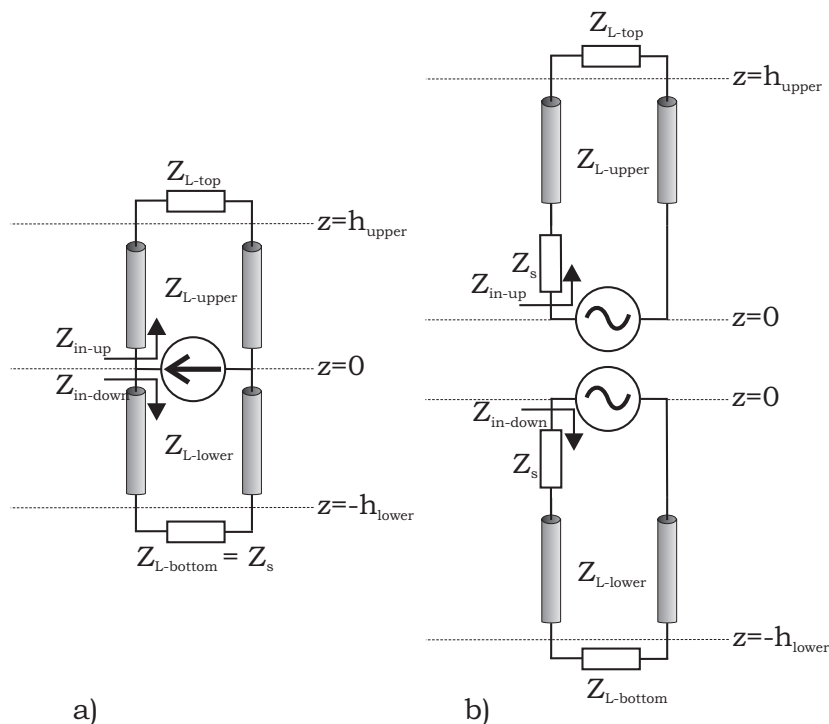 Z_L-top
z=h_upper
Z_L-upper
Z_in-up
z=0
Z_in-down
Z_L-lower
z=-h_lower
Z_L-bottom = Z_s
a)
Z_L-top
z=h_upper
Z_L-upper
Z_s
Z_in-up
z=0
z=0
Z_in-down
Z_s
Z_L-lower
z=-h_lower
Z_L-bottom
b)